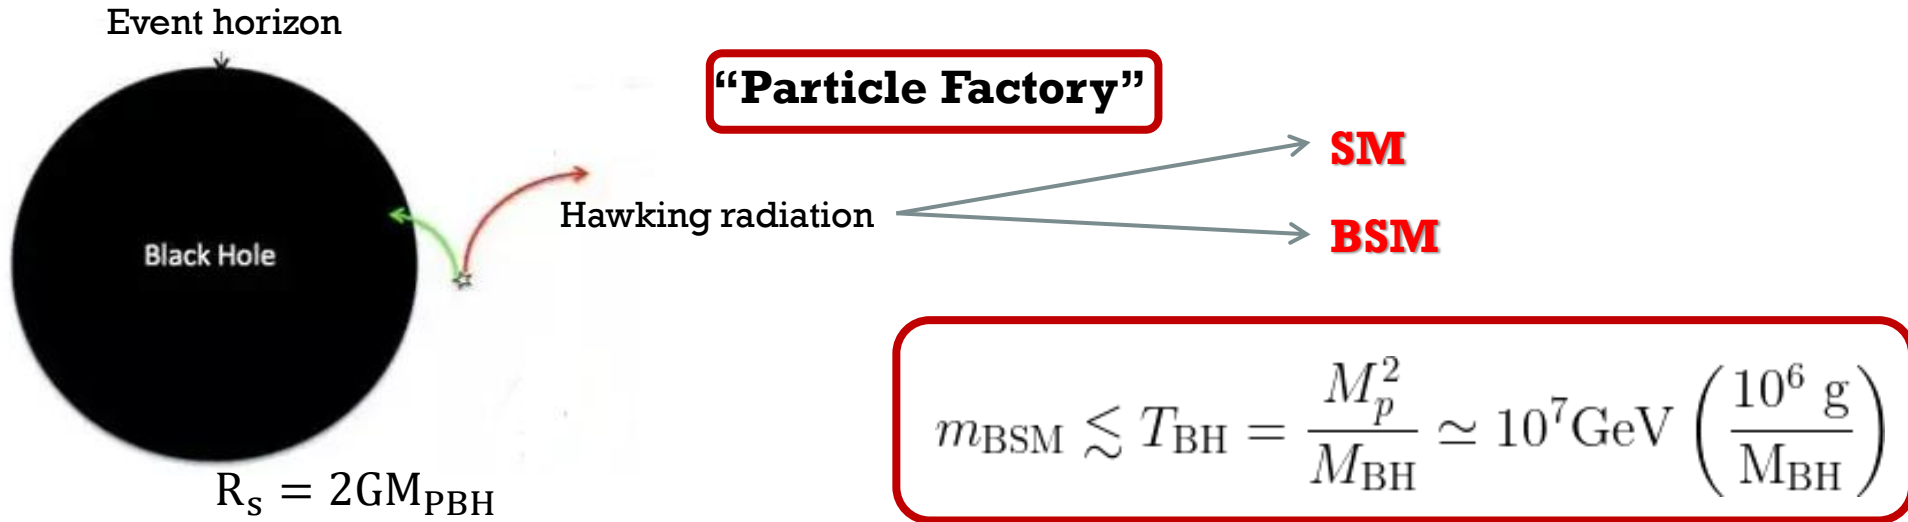 Event horizon
“Particle Factory”
SM
Hawking radiation
BSM
Black Hole
m_BSM ≲ T_BH = M_p^2 / M_BH ≃ 10^7 GeV (10^6 g / M_BH)
R_s = 2GM_PBH